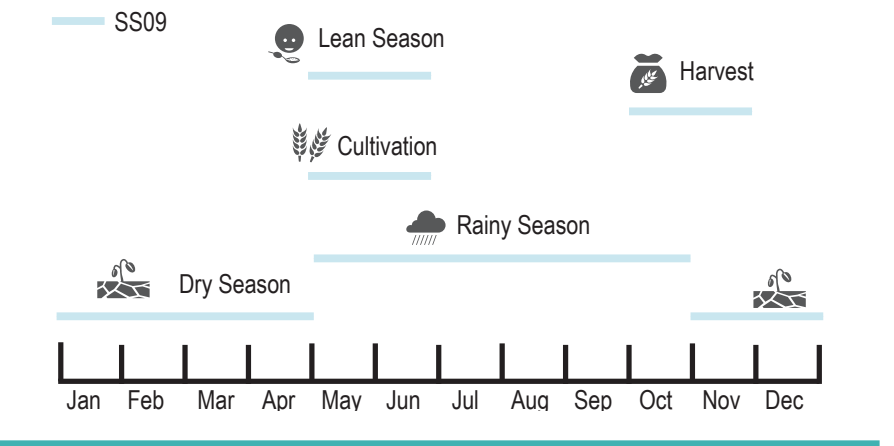 SS09
Lean Season
Harvest
Cultivation
Rainy Season
Dry Season
Jan Feb Mar Apr May Jun Jul Aug Sep Oct Nov Dec